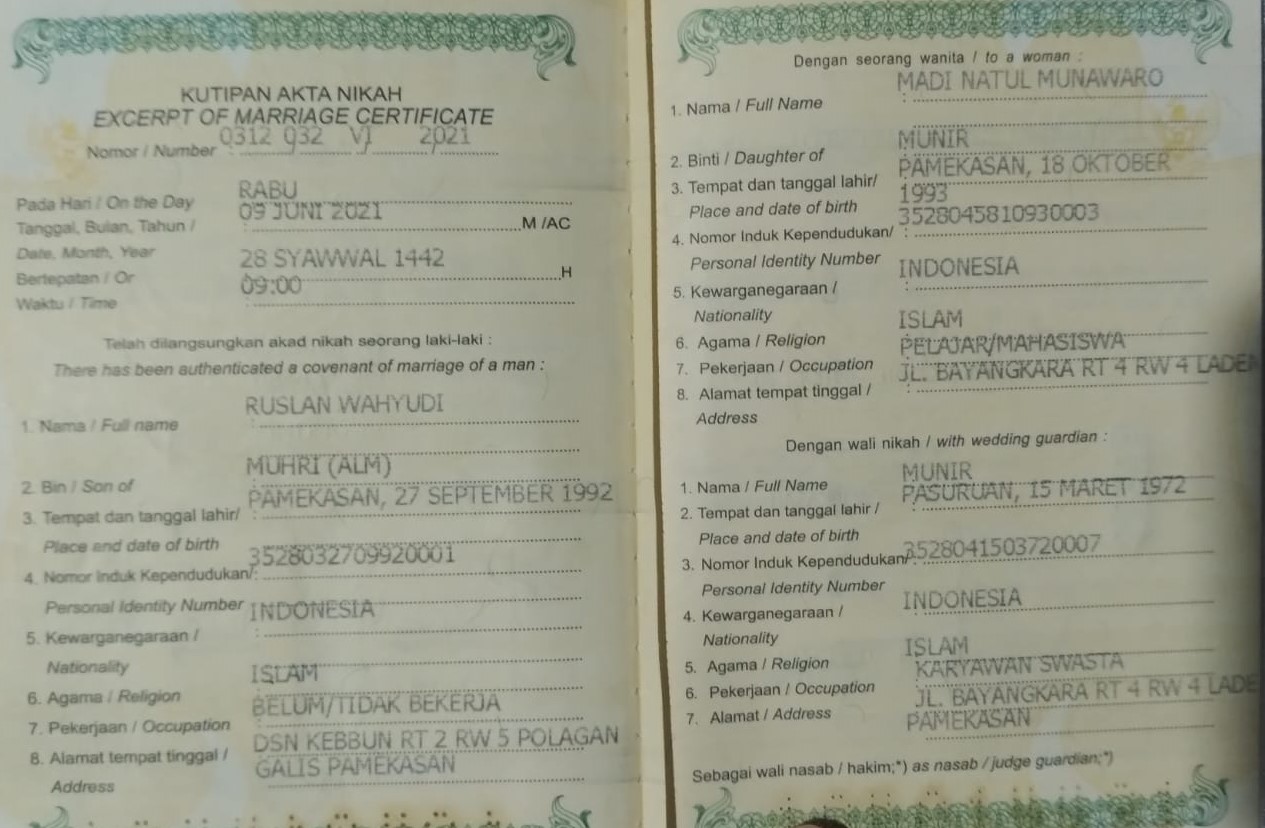 KUTIPAN AKTA NIKAH
EXCERPT OF MARRIAGE CERTIFICATE
Nomor / Number : 0312 032 VI 2021
Pada Hari / On the Day RABU
Tanggal, Bulan, Tahun / : 09 JUNI 2021 M /AC
Date, Month, Year
Bertepatan / Or 28 SYAWWAL 1442 H
Waktu / Time : 09:00
Telah dilangsungkan akad nikah seorang laki-laki :
There has been authenticated a covenant of marriage of a man :
1. Nama / Full name : RUSLAN WAHYUDI
2. Bin / Son of MUHRI (ALM)
3. Tempat dan tanggal lahir/ : PAMEKASAN, 27 SEPTEMBER 1992
Place and date of birth
4. Nomor Induk Kependudukan/: 3528032709920001
Personal Identity Number
5. Kewarganegaraan / : INDONESIA
Nationality
6. Agama / Religion ISLAM
7. Pekerjaan / Occupation : BELUM/TIDAK BEKERJA
8. Alamat tempat tinggal / : DSN KEBBUN RT 2 RW 5 POLAGAN
Address GALIS PAMEKASAN
Dengan seorang wanita / to a woman :
1. Nama / Full Name : MADI NATUL MUNAWARO
2. Binti / Daughter of MUNIR
3. Tempat dan tanggal lahir/ : PAMEKASAN, 18 OKTOBER
Place and date of birth 1993
4. Nomor Induk Kependudukan/ : 3528045810930003
Personal Identity Number
5. Kewarganegaraan / : INDONESIA
Nationality
6. Agama / Religion ISLAM
7. Pekerjaan / Occupation : PELAJAR/MAHASISWA
8. Alamat tempat tinggal / : JL. BAYANGKARA RT 4 RW 4
Address
Dengan wali nikah / with wedding guardian :
1. Nama / Full Name MUNIR
2. Tempat dan tanggal lahir / : PASURUAN, 15 MARET 1972
Place and date of birth
3. Nomor Induk Kependudukan/: 3528041503720007
Personal Identity Number
4. Kewarganegaraan / INDONESIA
Nationality
5. Agama / Religion ISLAM
6. Pekerjaan / Occupation KARYAWAN SWASTA
7. Alamat / Address JL. BAYANGKARA RT 4 RW 4
PAMEKASAN
Sebagai wali nasab / hakim;*) as nasab / judge guardian;*)